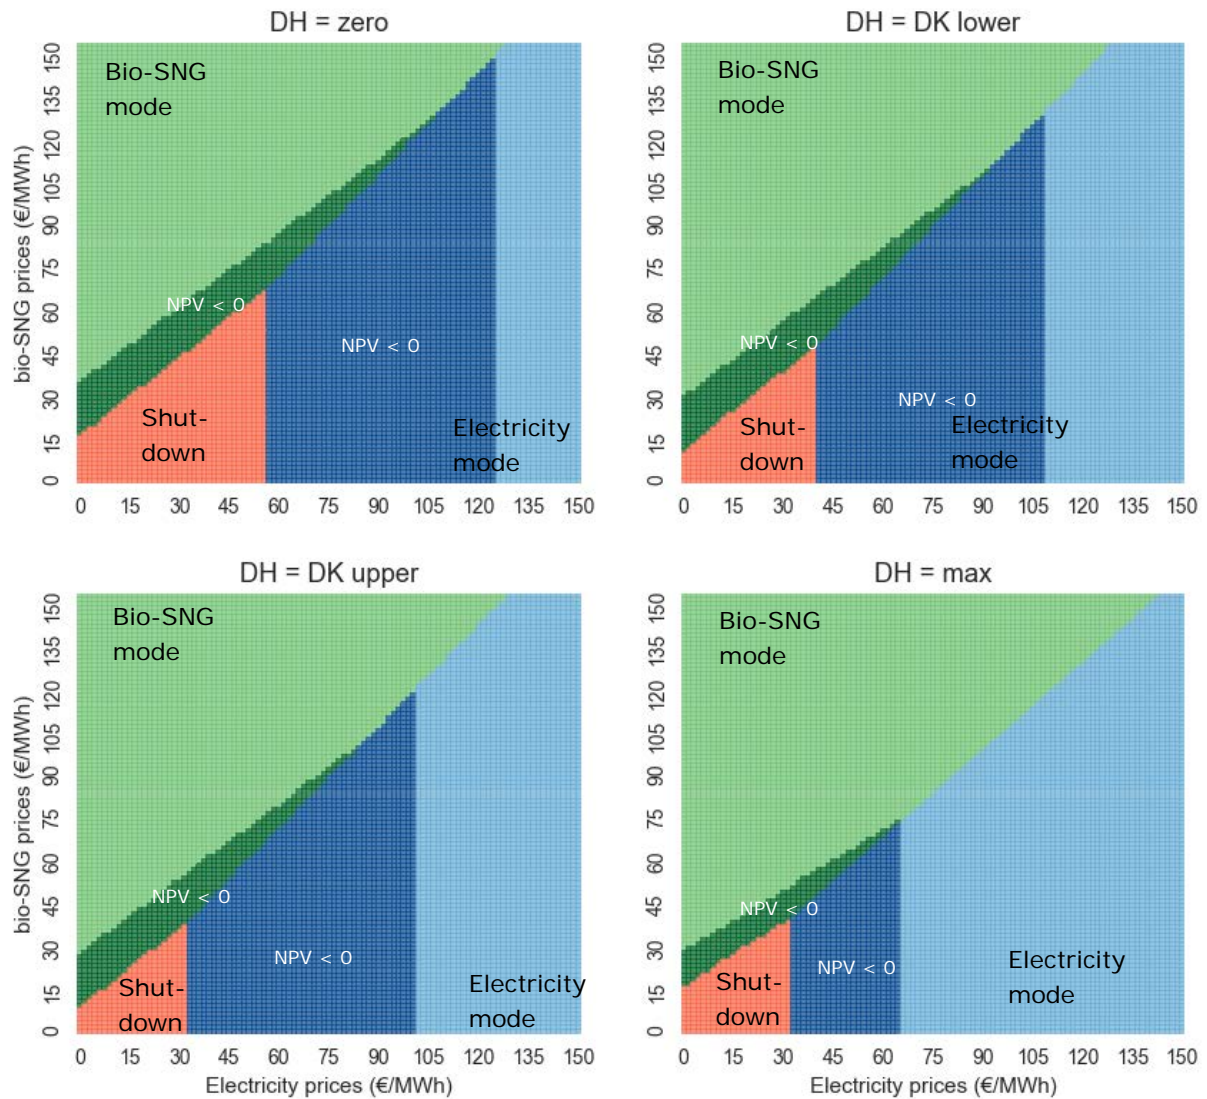 DH = zero
bio-SNG prices (€/MWh)
150
135
120
105
90
75
60
45
30
15
0
Bio-SNG
mode
NPV < 0
NPV < 0
Shut-
down
Electricity
mode
0 15 30 45 60 75 90 105 120 135 150
DH = DK lower
150
135
120
105
90
75
60
45
30
15
0
Bio-SNG
mode
NPV < 0
NPV < 0
Shut-
down
Electricity
mode
0 15 30 45 60 75 90 105 120 135 150
DH = DK upper
bio-SNG prices (€/MWh)
150
135
120
105
90
75
60
45
30
15
0
Bio-SNG
mode
NPV < 0
NPV < 0
Shut-
down
Electricity
mode
0 15 30 45 60 75 90 105 120 135 150
Electricity prices (€/MWh)
DH = max
150
135
120
105
90
75
60
45
30
15
0
Bio-SNG
mode
NPV < 0
NPV < 0
Shut-
down
Electricity
mode
0 15 30 45 60 75 90 105 120 135 150
Electricity prices (€/MWh)